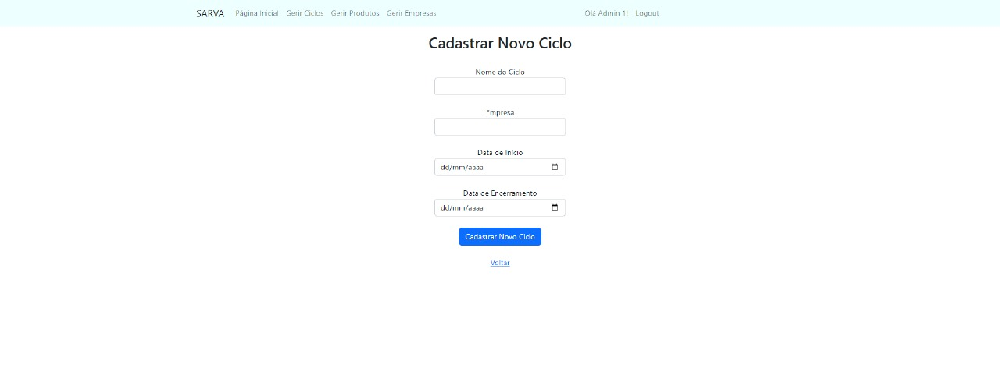 SARVA Página Inicial Gerir Ciclos Gerir Produtos Gerir Empresas Olá Admin 1! Logout
Cadastrar Novo Ciclo
Nome do Ciclo
Empresa
Data de Início
dd/mm/aaaa
Data de Encerramento
dd/mm/aaaa
Cadastrar Novo Ciclo
Voltar